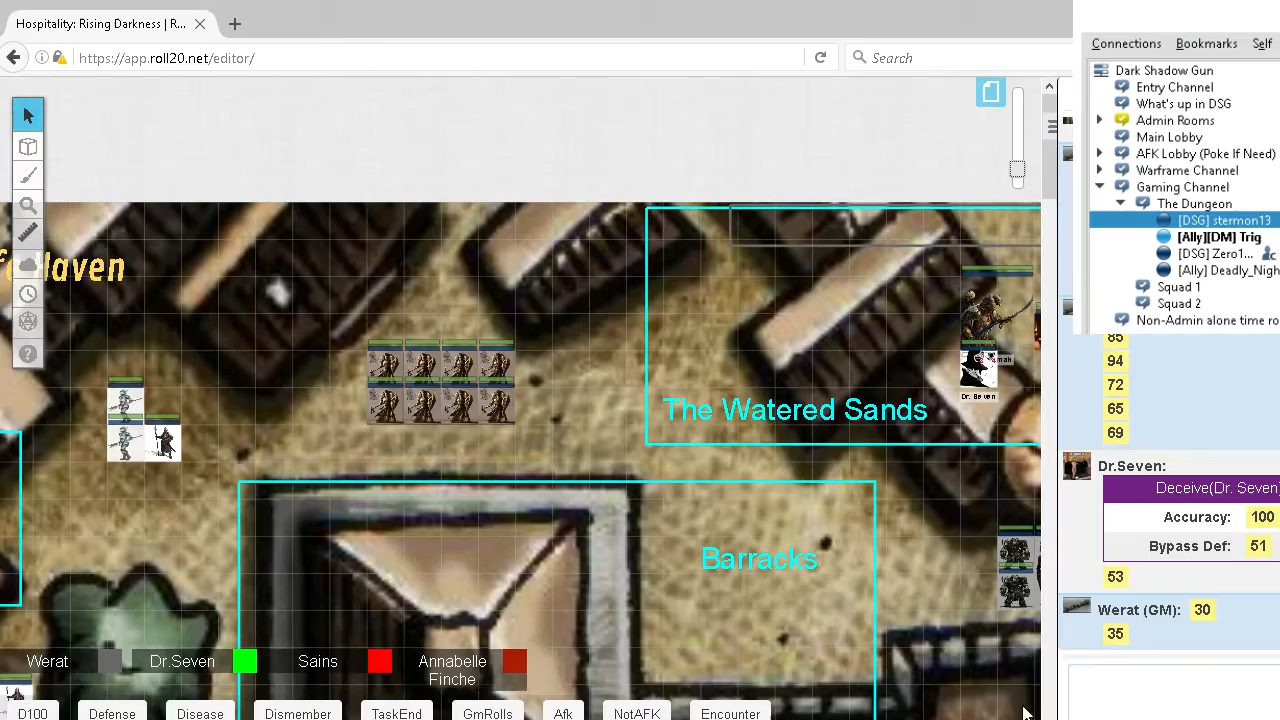 Hospitality: Rising Darkness | R...
https://app.roll20.net/editor/
Search
Connections Bookmarks Self
Dark Shadow Gun
Entry Channel
What's up in DSG
Admin Rooms
Main Lobby
AFK Lobby (Poke If Need)
Warframe Channel
Gaming Channel
The Dungeon
[DSG] stermon13
[Ally][DM] Trig
[DSG] Zero1...
[Ally] Deadly_Nigh
Squad 1
Squad 2
Non-Admin alone time ro
Haven
The Watered Sands
Dr. Seven
Barracks
85
94
72
65
69
Dr.Seven:
Deceive(Dr. Seven)
Accuracy: 100
Bypass Def: 51
53
Werat (GM): 30
35
Werat
Dr.Seven
Sains
Annabelle
Finche
D100
Decrease
Dismember
TaskEnd
GmRolls
Afk
NotAFK
Encounter